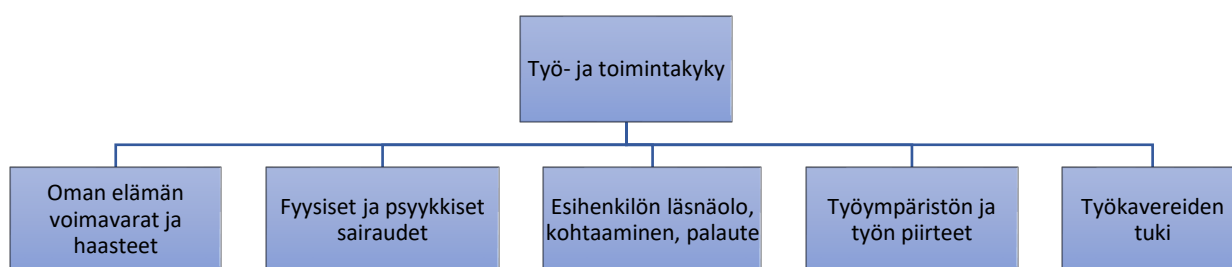 Työ- ja toimintakyky
Oman elämän
voimavarat ja
haasteet
Fyysiset ja psyykkiset
sairaudet
Esihenkilön läsnäolo,
kohtaaminen, palaute
Työympäristön ja
työn piirteet
Työkavereiden
tuki